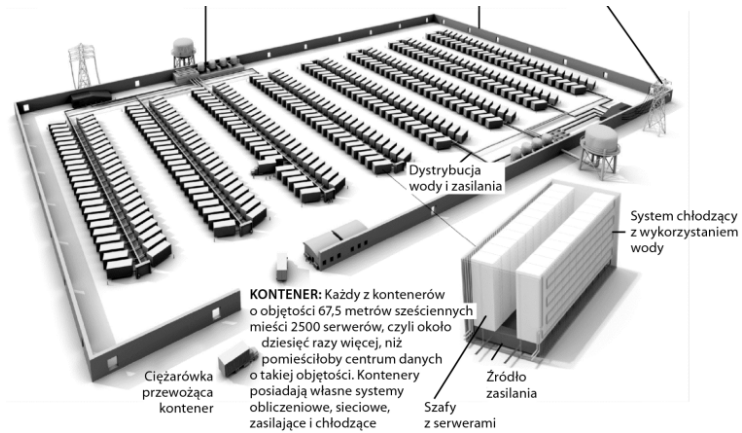 Dystrybucja
wody i zasilania
System chłodzący
z wykorzystaniem
wody
KONTENER: Każdy z kontenerów
o objętości 67,5 metrów sześciennych
mieści 2500 serwerów, czyli około
dziesięć razy więcej, niż
pomieściłoby centrum danych
o takiej objętości. Kontenery
posiadają własne systemy
obliczeniowe, sieciowe,
zasilające i chłodzące
Ciężarówka
przewożąca
kontener
Źródło
zasilania
Szafy
z serwerami